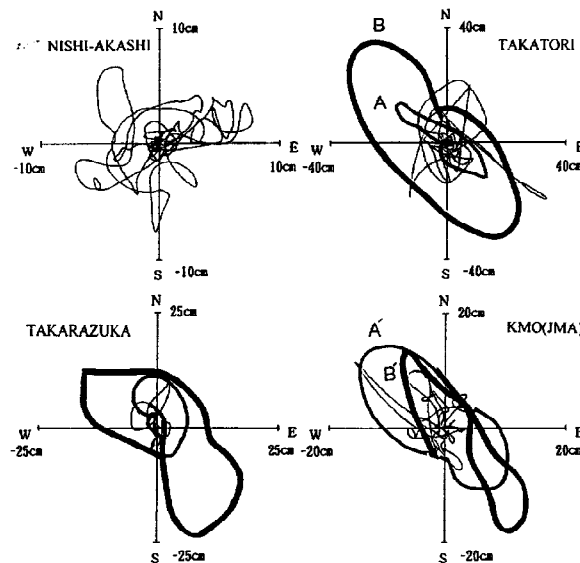 N
10cm
NISHI-AKASHI
W
-10cm
E
10cm
S
-10cm
N
40cm
TAKATORI
B
A
W
-40cm
E
40cm
S
-40cm
N
25cm
TAKARAZUKA
W
-25cm
E
25cm
S
-25cm
N
20cm
KMO(JMA)
A'
B'
W
-20cm
E
20cm
S
-20cm